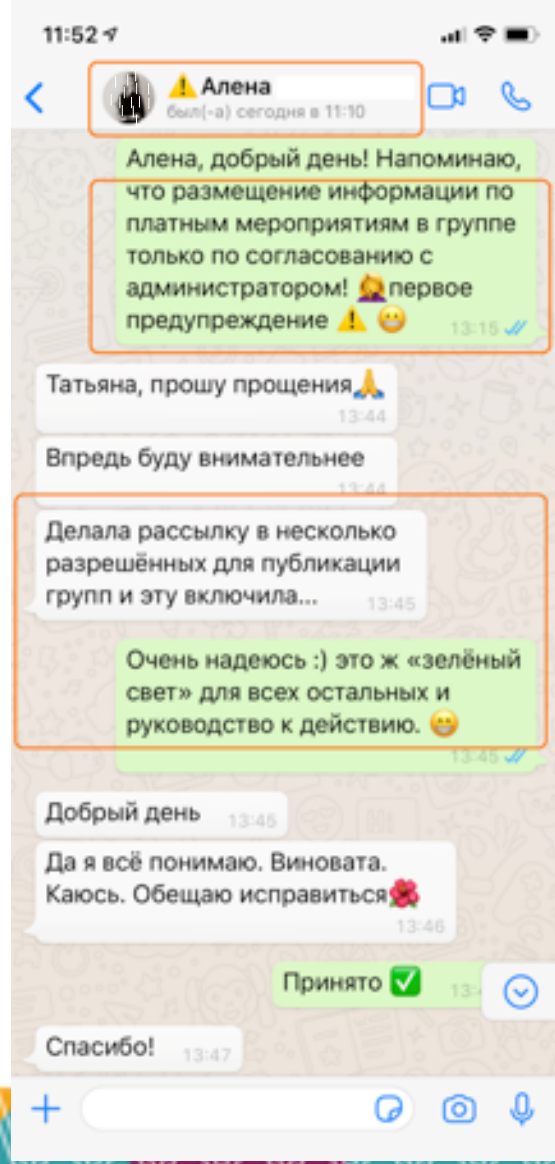 11:52
⚠️ Алена
был(-а) сегодня в 11:10
Алена, добрый день! Напоминаю,
что размещение информации по
платным мероприятиям в группе
только по согласованию с
администратором! 🤦‍♀️первое
предупреждение ⚠️ 😬
13:15
Татьяна, прошу прощения🙏
13:44
Впредь буду внимательнее
13:44
Делала рассылку в несколько
разрешённых для публикации
групп и эту включила...
13:45
Очень надеюсь :) это ж «зелёный
свет» для всех остальных и
руководство к действию. 😁
13:45
Добрый день
13:45
Да я всё понимаю. Виновата.
Каюсь. Обещаю исправиться🌺
13:46
Принято ✅
Спасибо!
13:47